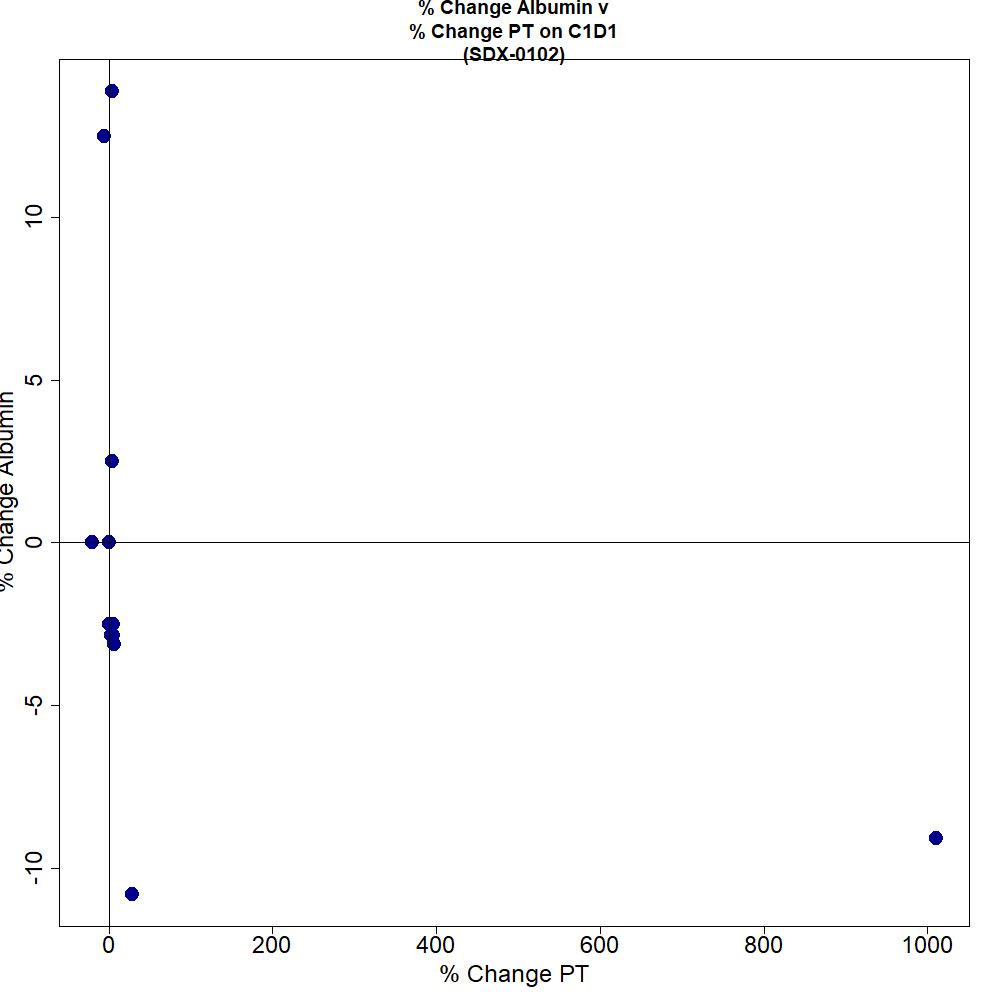 % Change Albumin v
% Change PT on C1D1
(SDX-0102)
10
5
0
-5
-10
% Change Albumin
0
200
400
600
800
1000
% Change PT